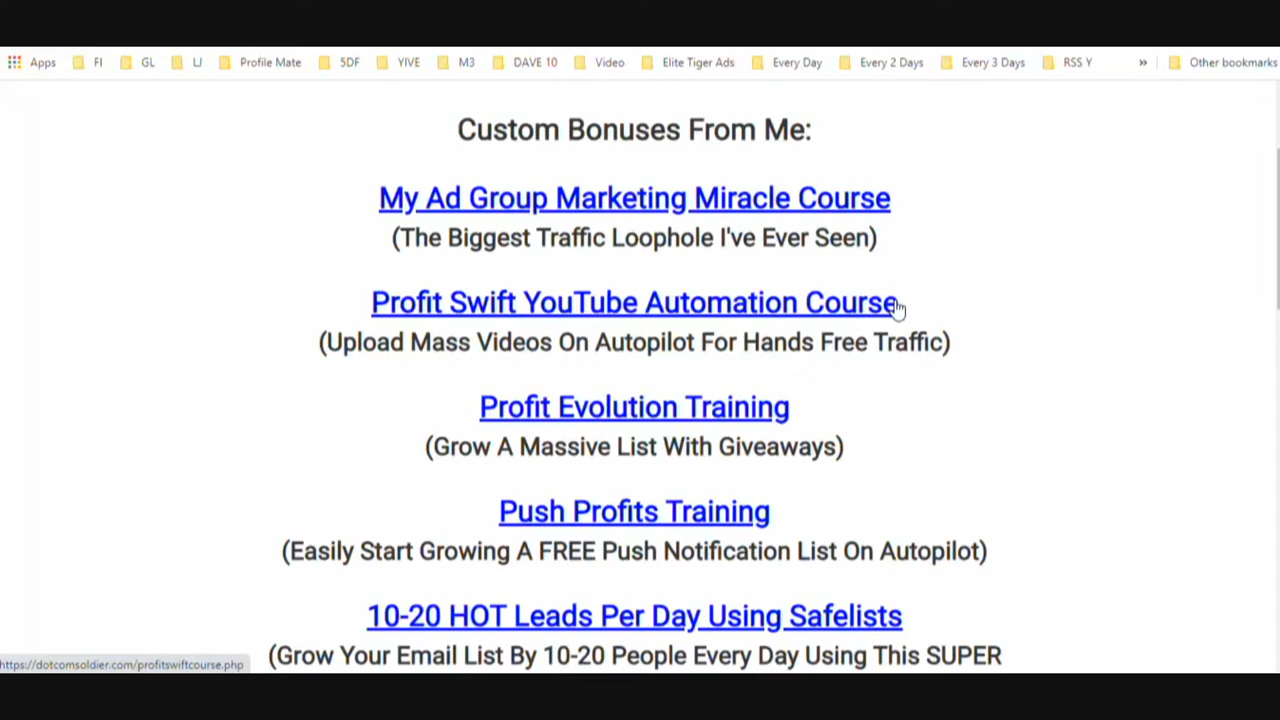 Apps FI GL LJ Profile Mate 5DF YIVE M3 DAVE 10 Video Elite Tiger Ads Every Day Every 2 Days Every 3 Days RSS Y » Other bookmarks
Custom Bonuses From Me:
My Ad Group Marketing Miracle Course
(The Biggest Traffic Loophole I've Ever Seen)
Profit Swift YouTube Automation Course
(Upload Mass Videos On Autopilot For Hands Free Traffic)
Profit Evolution Training
(Grow A Massive List With Giveaways)
Push Profits Training
(Easily Start Growing A FREE Push Notification List On Autopilot)
10-20 HOT Leads Per Day Using Safelists
(Grow Your Email List By 10-20 People Every Day Using This SUPER
https://dotcomsoldier.com/profitswiftcourse.php